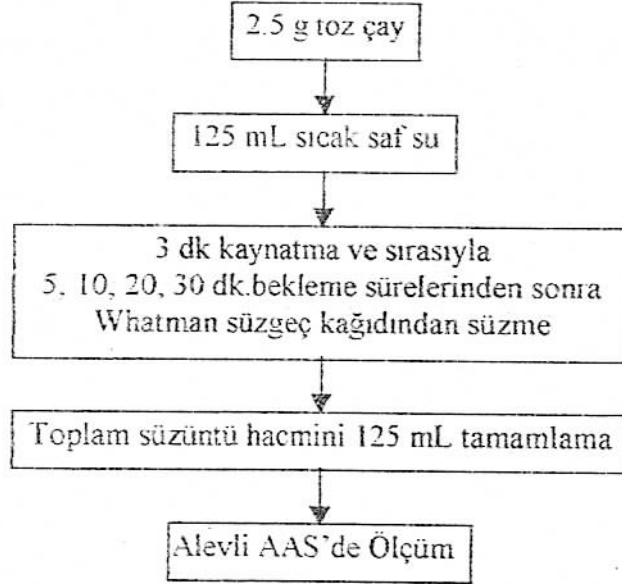 2.5 g toz çay
125 mL sıcak saf su
3 dk kaynatma ve sırasıyla
5, 10, 20, 30 dk.bekleme sürelerinden sonra
Whatman süzgeç kağıdından süzme
Toplam süzüntü hacmini 125 mL tamamlama
Alevli AAS'de Ölçüm